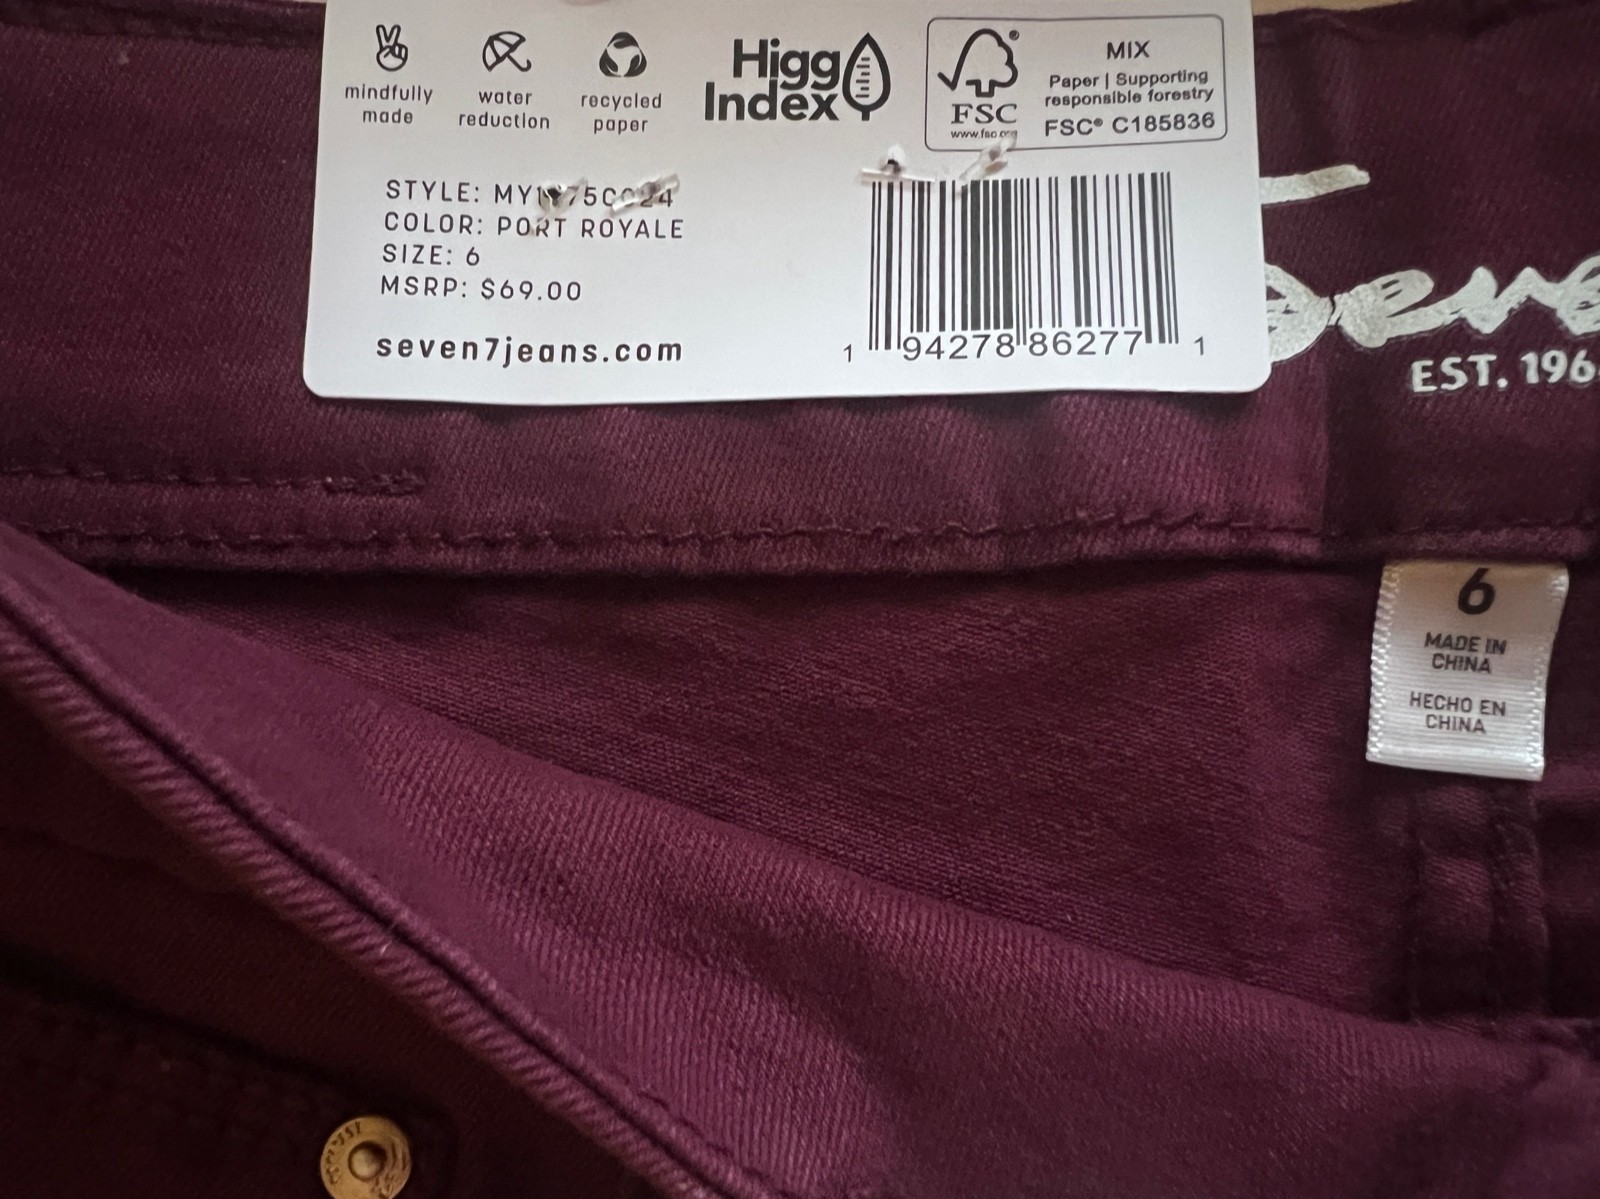 mindfully
made
water
reduction
recycled
paper
Higg
Index
FSC
www.fsc.org
MIX
Paper | Supporting
responsible forestry
FSC® C185836
STYLE:
COLOR: PORT ROYALE
SIZE: 6
MSRP: $69.00
seven7jeans.com
1 94278 86277 1
EST. 196
6
MADE IN
CHINA
HECHO EN
CHINA